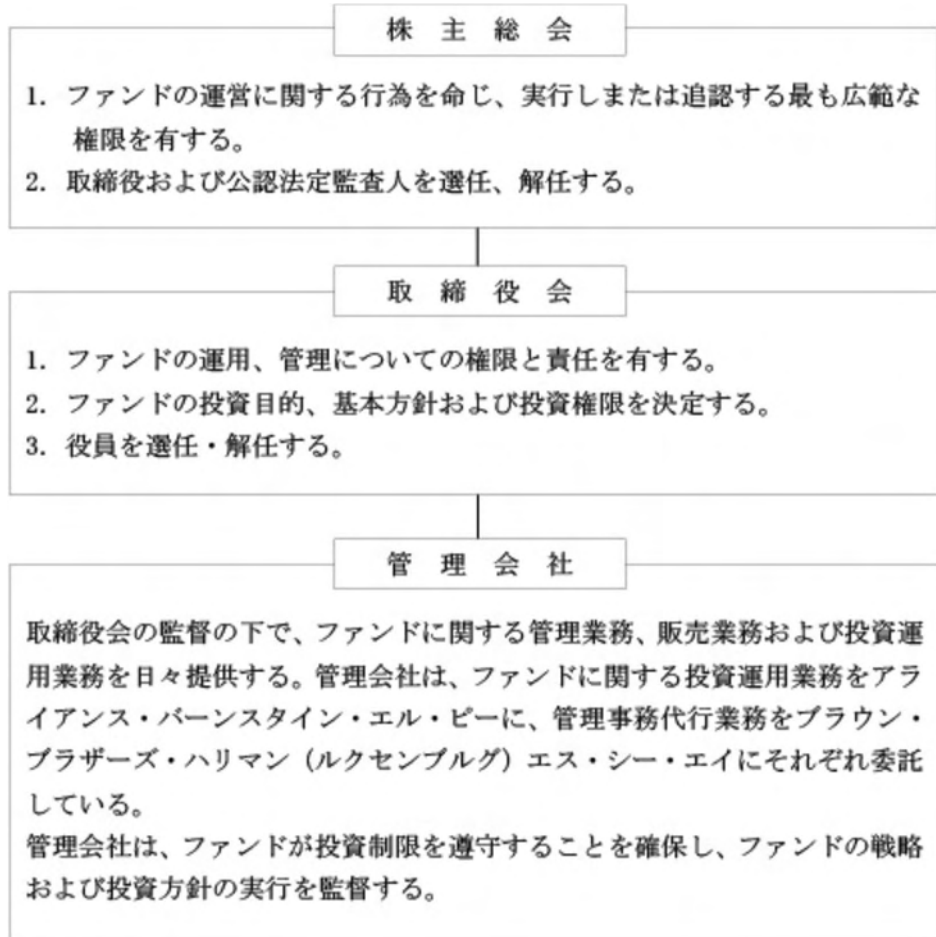 株 主 総 会
1. ファンドの運営に関する行為を命じ、実行しまたは追認する最も広範な
権限を有する。
2. 取締役および公認法定監査人を選任、解任する。
取 締 役 会
1. ファンドの運用、管理についての権限と責任を有する。
2. ファンドの投資目的、基本方針および投資権限を決定する。
3. 役員を選任・解任する。
管 理 会 社
取締役会の監督の下で、ファンドに関する管理業務、販売業務および投資運
用業務を日々提供する。管理会社は、ファンドに関する投資運用業務をアラ
イアンス・バーンスタイン・エル・ピーに、管理事務代行業務をブラウン・
ブラザーズ・ハリマン（ルクセンブルグ）エス・シー・エイにそれぞれ委託
している。
管理会社は、ファンドが投資制限を遵守することを確保し、ファンドの戦略
および投資方針の実行を監督する。